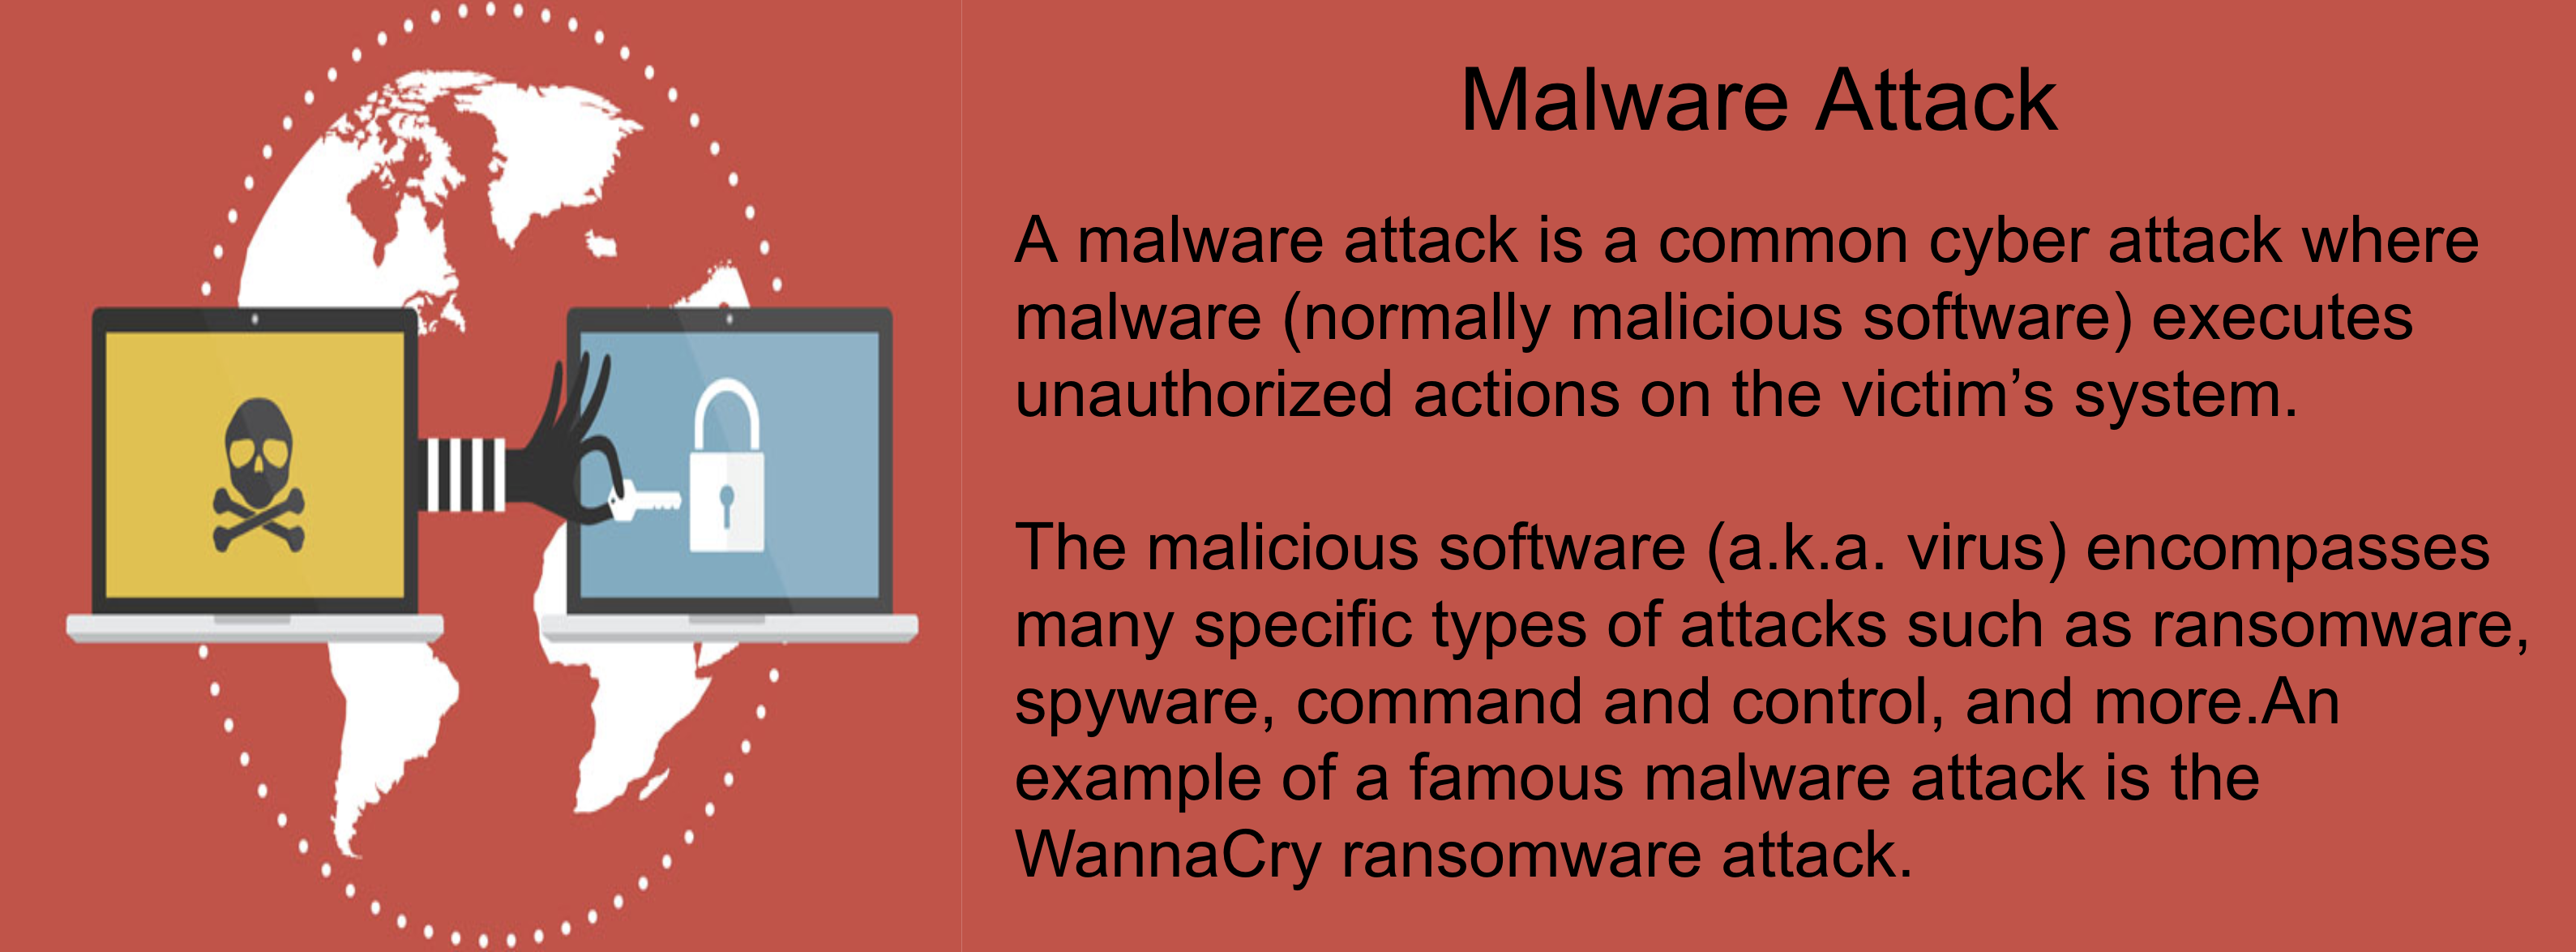 Malware Attack
A malware attack is a common cyber attack where
malware (normally malicious software) executes
unauthorized actions on the victim’s system.
The malicious software (a.k.a. virus) encompasses
many specific types of attacks such as ransomware,
spyware, command and control, and more.An
example of a famous malware attack is the
WannaCry ransomware attack.